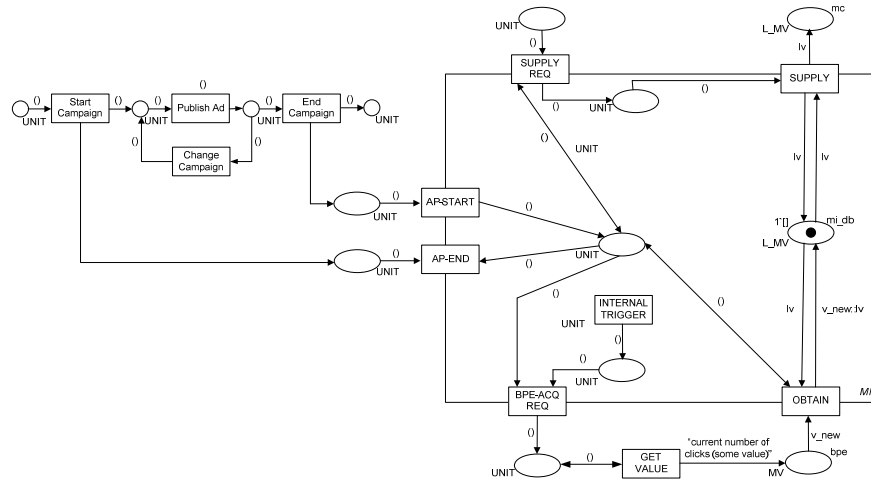 UNIT
()
SUPPLY
REQ
()
UNIT
()
mc
L_MV
lv
SUPPLY
()
UNIT
()
Start
Campaign
()
UNIT
()
()
Publish Ad
()
UNIT
End
Campaign
()
UNIT
()
Change
Campaign
()
()
UNIT
lv
lv
()
UNIT
AP-START
()
1`[]
mi_db
L_MV
()
UNIT
AP-END
()
UNIT
()
()
INTERNAL
TRIGGER
UNIT
()
lv
v_new::lv
()
UNIT
BPE-ACQ
REQ
OBTAIN
MI
()
UNIT
()
GET
VALUE
"current number of
clicks (some value)"
v_new
bpe
MV